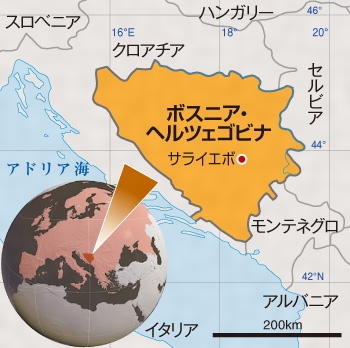 スロベニア
ハンガリー
46°
16°E
18°
20°
クロアチア
セルビア
ボスニア・
ヘルツェゴビナ
サライエボ
44°
アドリア海
モンテネグロ
42°N
アルバニア
イタリア
200km